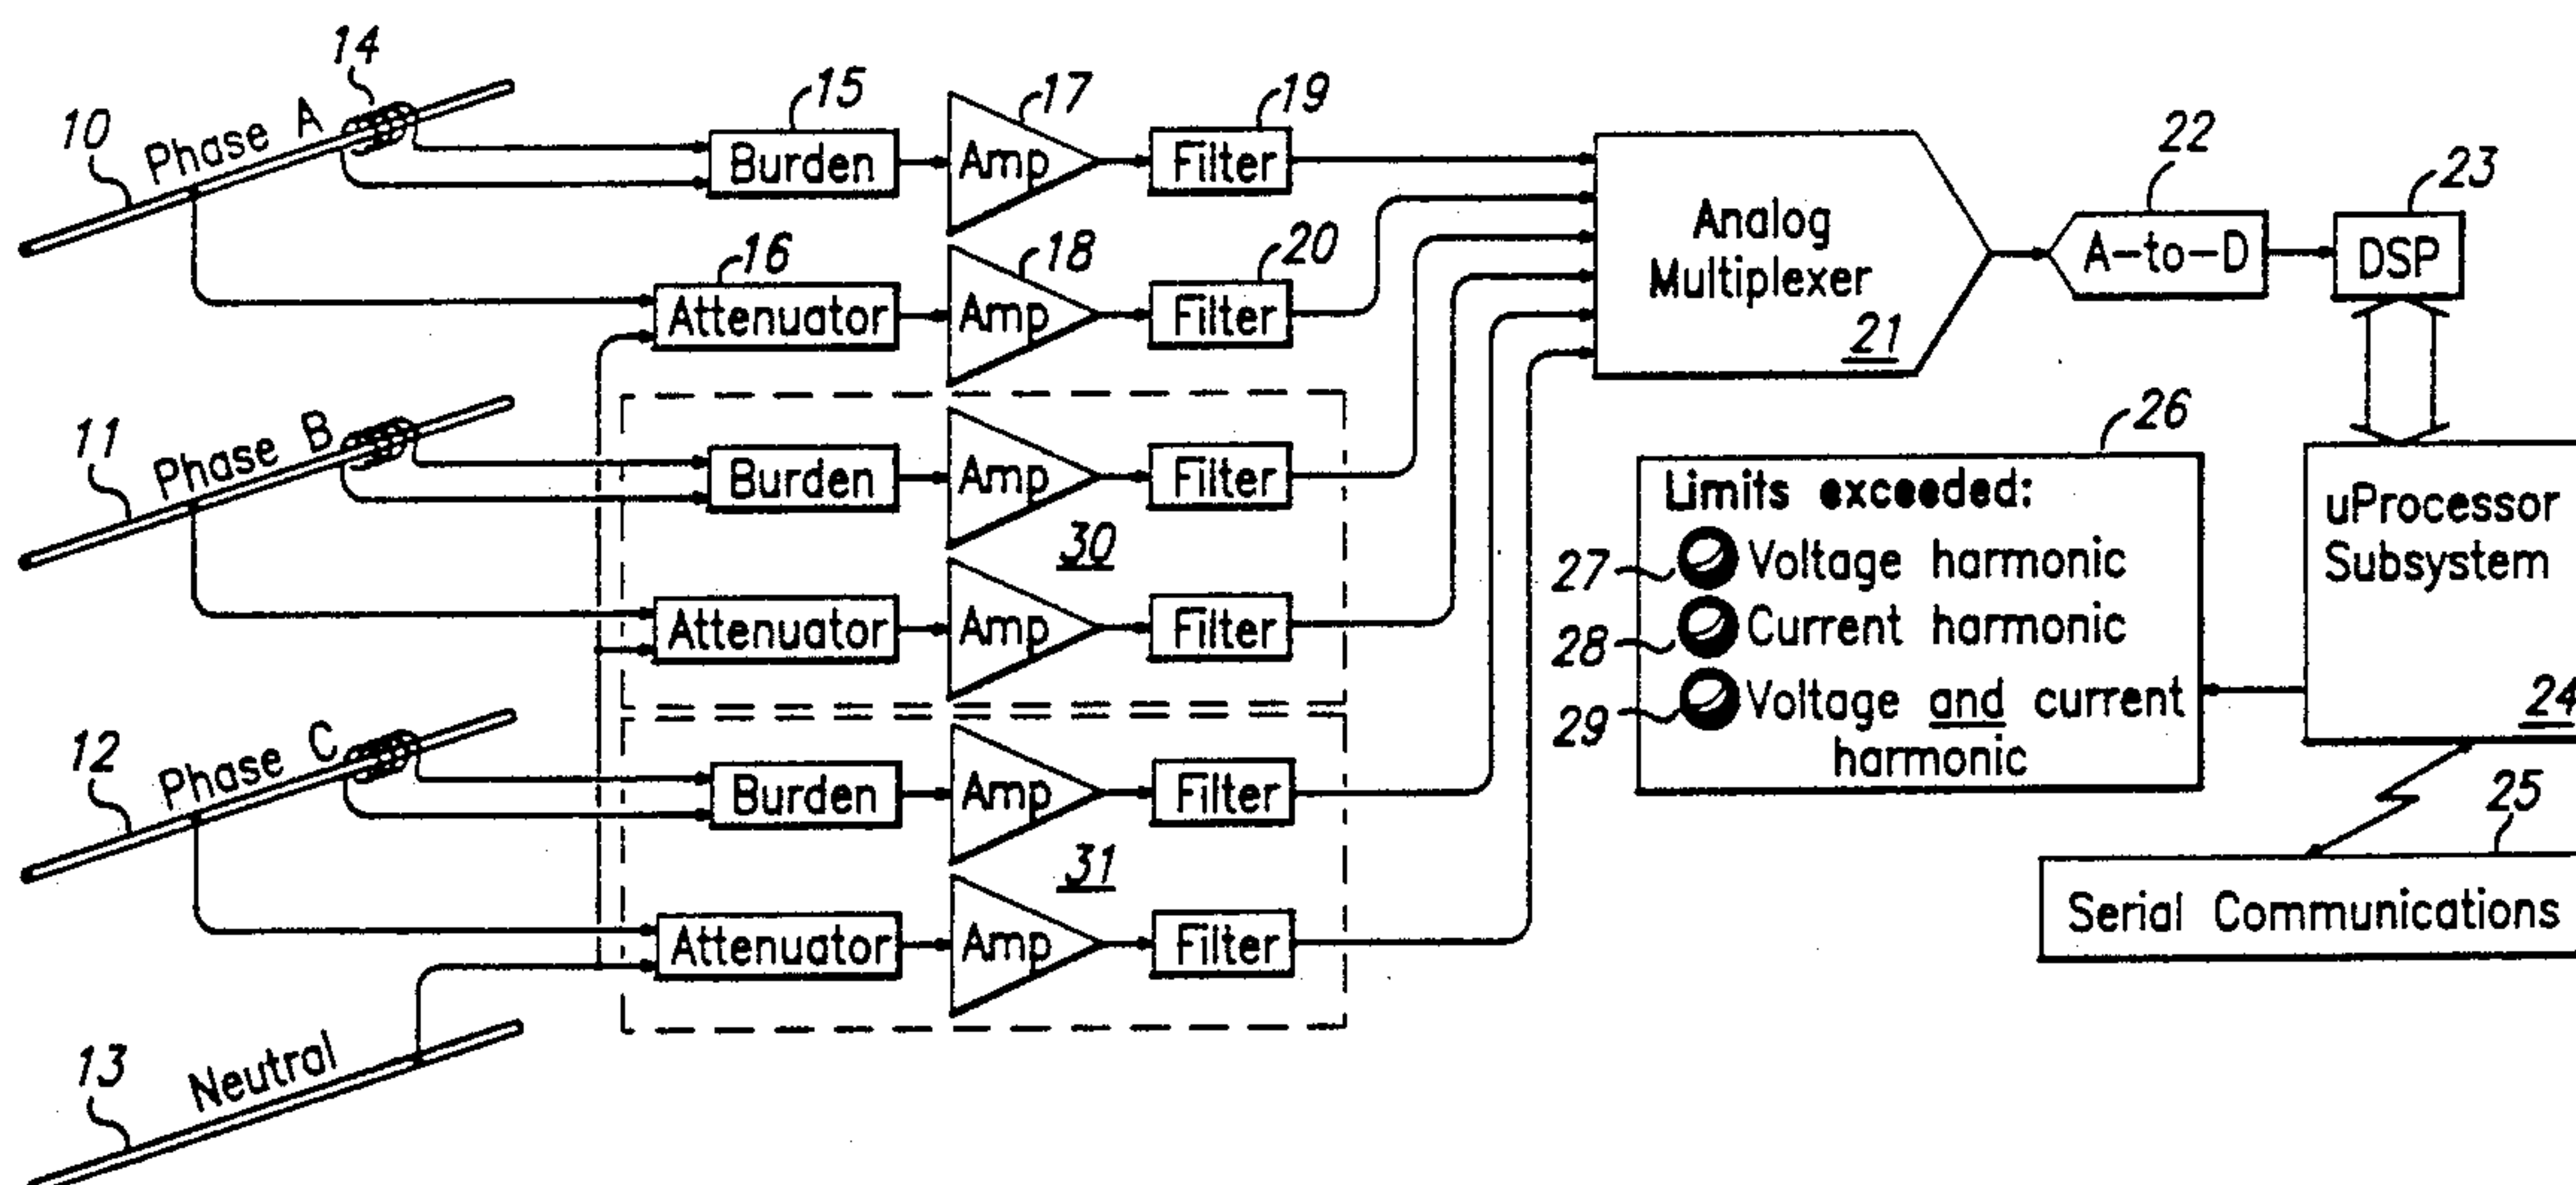 14
10
Phase A
15
Burden
17
Amp
19
Filter
16
Attenuator
18
Amp
20
Filter
Analog
Multiplexer
21
22
A-to-D
23
DSP
11
Phase B
Burden
Amp
Filter
30
Attenuator
Amp
Filter
26
Limits exceeded:
27
Voltage harmonic
28
Current harmonic
29
Voltage and current
harmonic
uProcessor
Subsystem
24
12
Phase C
Burden
Amp
Filter
31
Attenuator
Amp
Filter
25
Serial Communications
13
Neutral